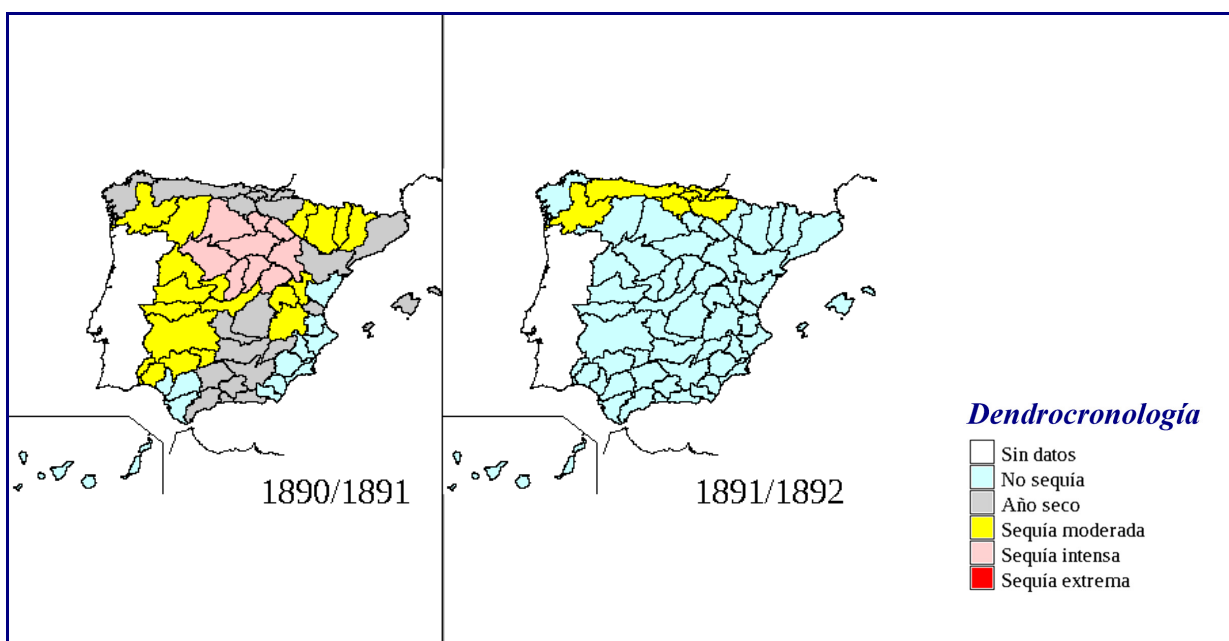 1890/1891
1891/1892
Dendrocronología
Sin datos
No sequía
Año seco
Sequía moderada
Sequía intensa
Sequía extrema